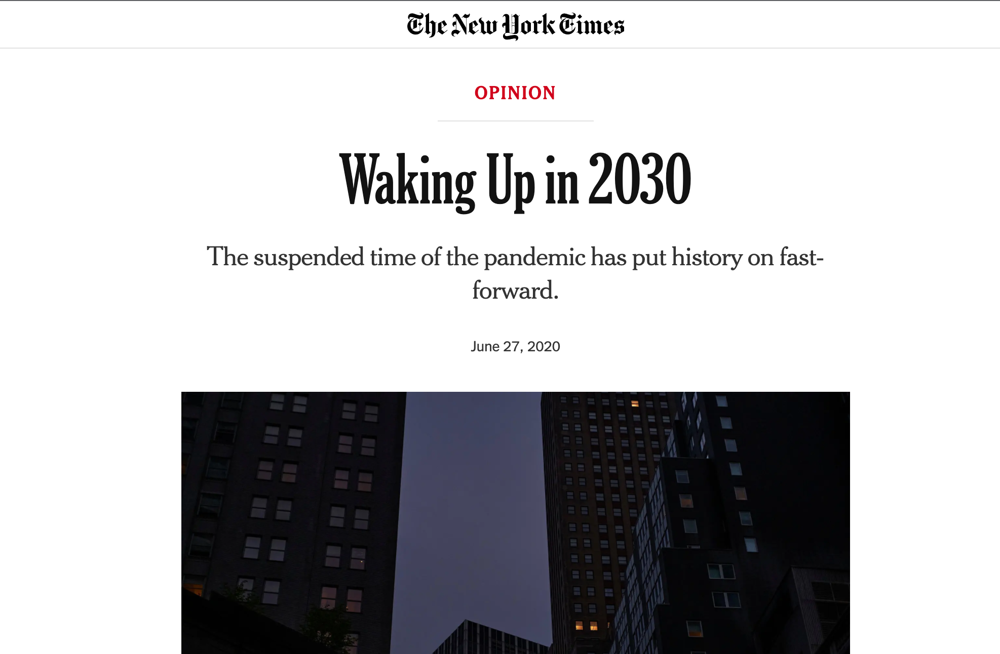 The New York Times
OPINION
Waking Up in 2030
The suspended time of the pandemic has put history on fast-
forward.
June 27, 2020